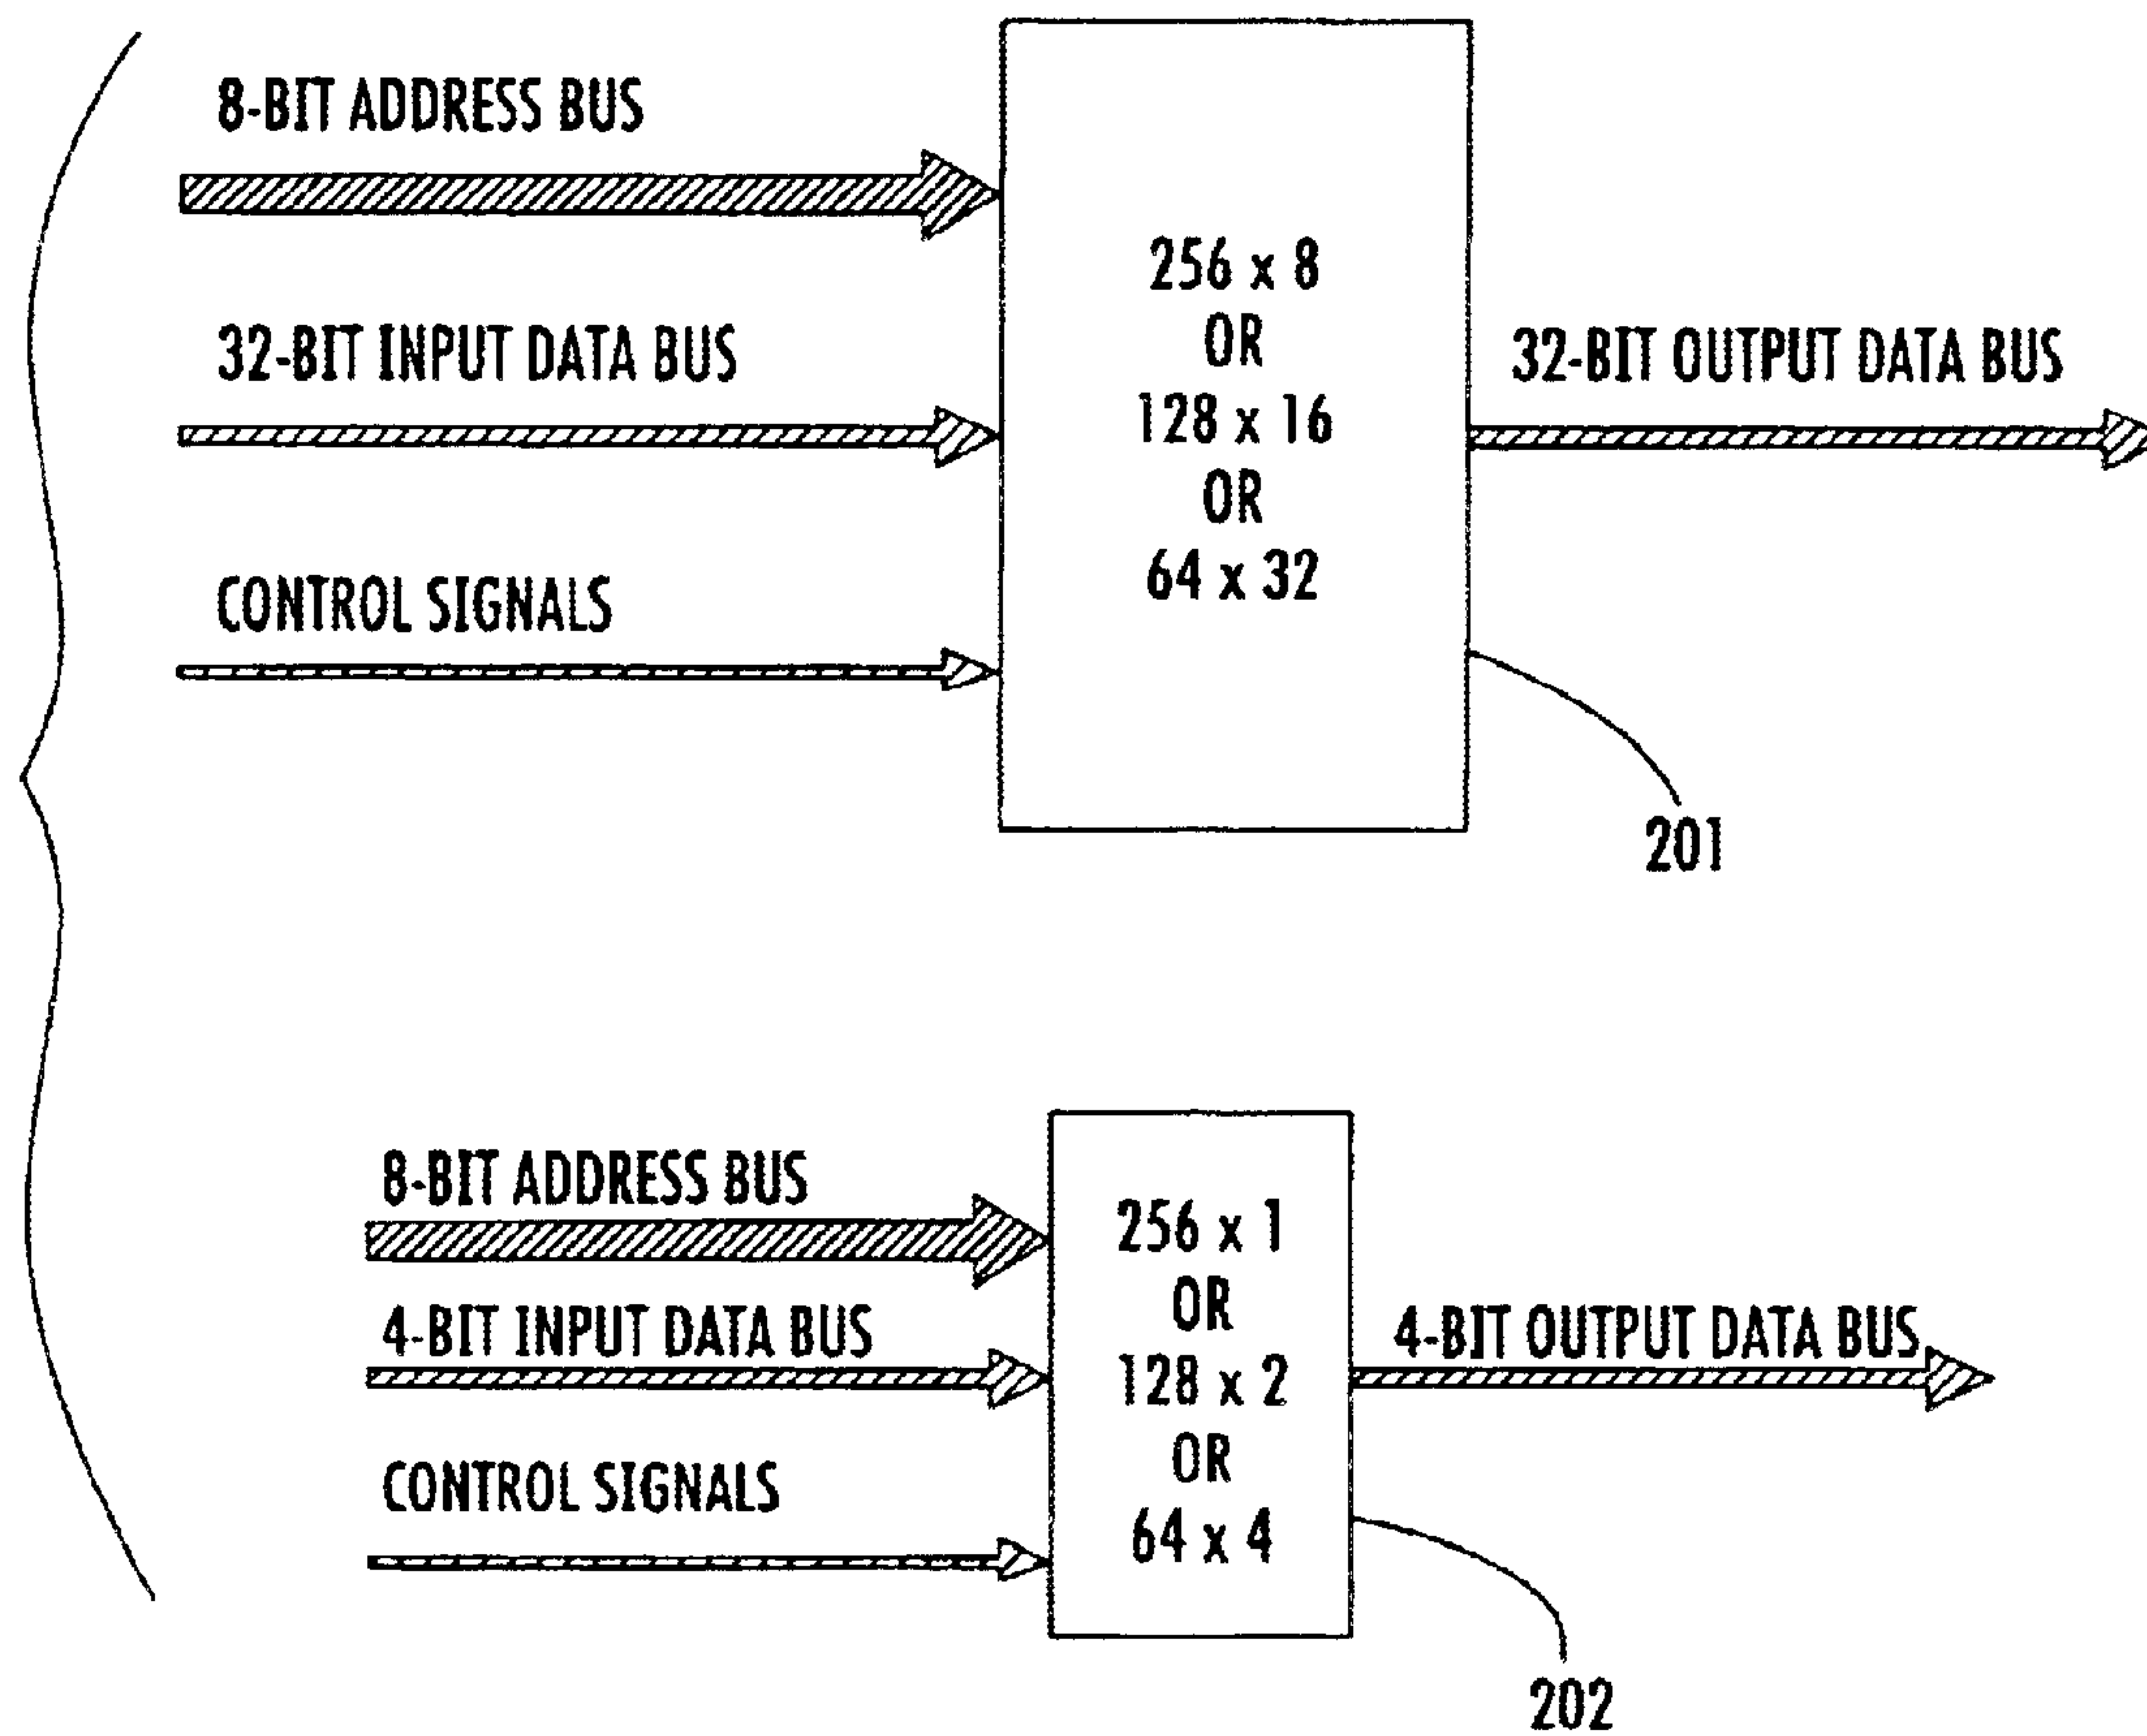 8-BIT ADDRESS BUS
32-BIT INPUT DATA BUS
CONTROL SIGNALS
256 x 8
OR
128 x 16
OR
64 x 32
32-BIT OUTPUT DATA BUS
201
8-BIT ADDRESS BUS
4-BIT INPUT DATA BUS
CONTROL SIGNALS
256 x 1
OR
128 x 2
OR
64 x 4
4-BIT OUTPUT DATA BUS
202